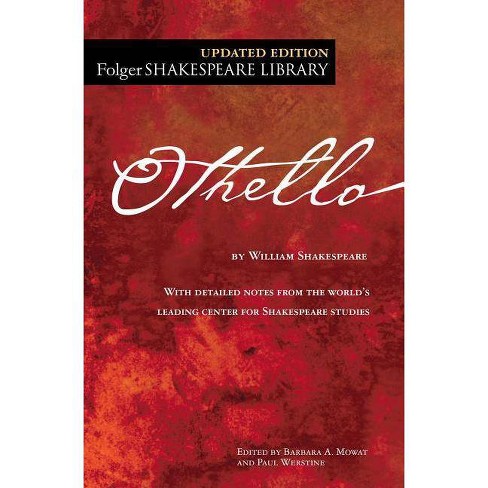 UPDATED EDITION
Folger SHAKESPEARE LIBRARY
Othello
BY WILLIAM SHAKESPEARE
WITH DETAILED NOTES FROM THE WORLD'S
LEADING CENTER FOR SHAKESPEARE STUDIES
EDITED BY BARBARA A. MOWAT
AND PAUL WERSTINE